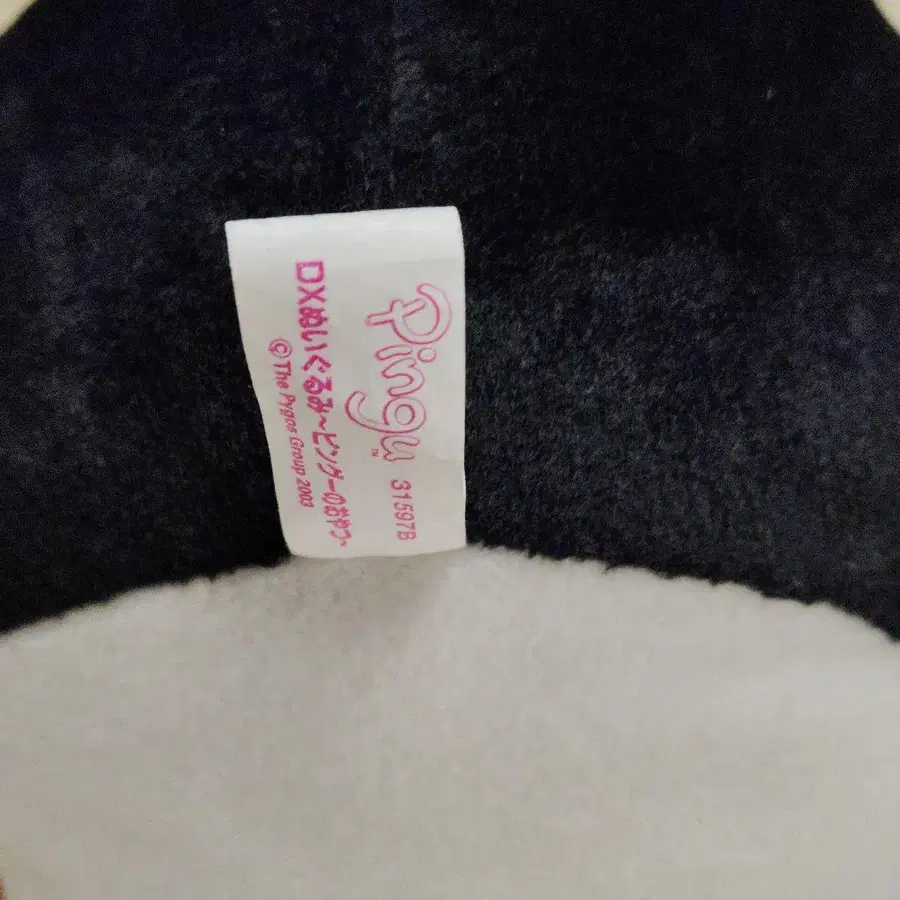 Pingu™ 31597B
DXぬいぐるみ~ピングーのおやつ~
©The Pygos Group 2003